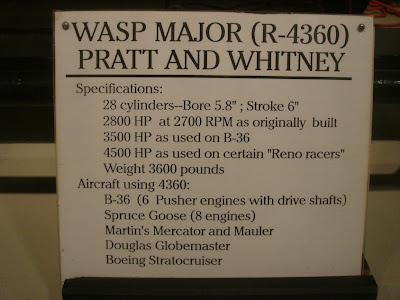 WASP MAJOR (R-4360)
PRATT AND WHITNEY
Specifications:
28 cylinders--Bore 5.8" ; Stroke 6"
2800 HP at 2700 RPM as originally built
3500 HP as used on B-36
4500 HP as used on certain "Reno racers"
Weight 3600 pounds
Aircraft using 4360:
B-36 (6 Pusher engines with drive shafts)
Spruce Goose (8 engines)
Martin's Mercator and Mauler
Douglas Globemaster
Boeing Stratocruiser